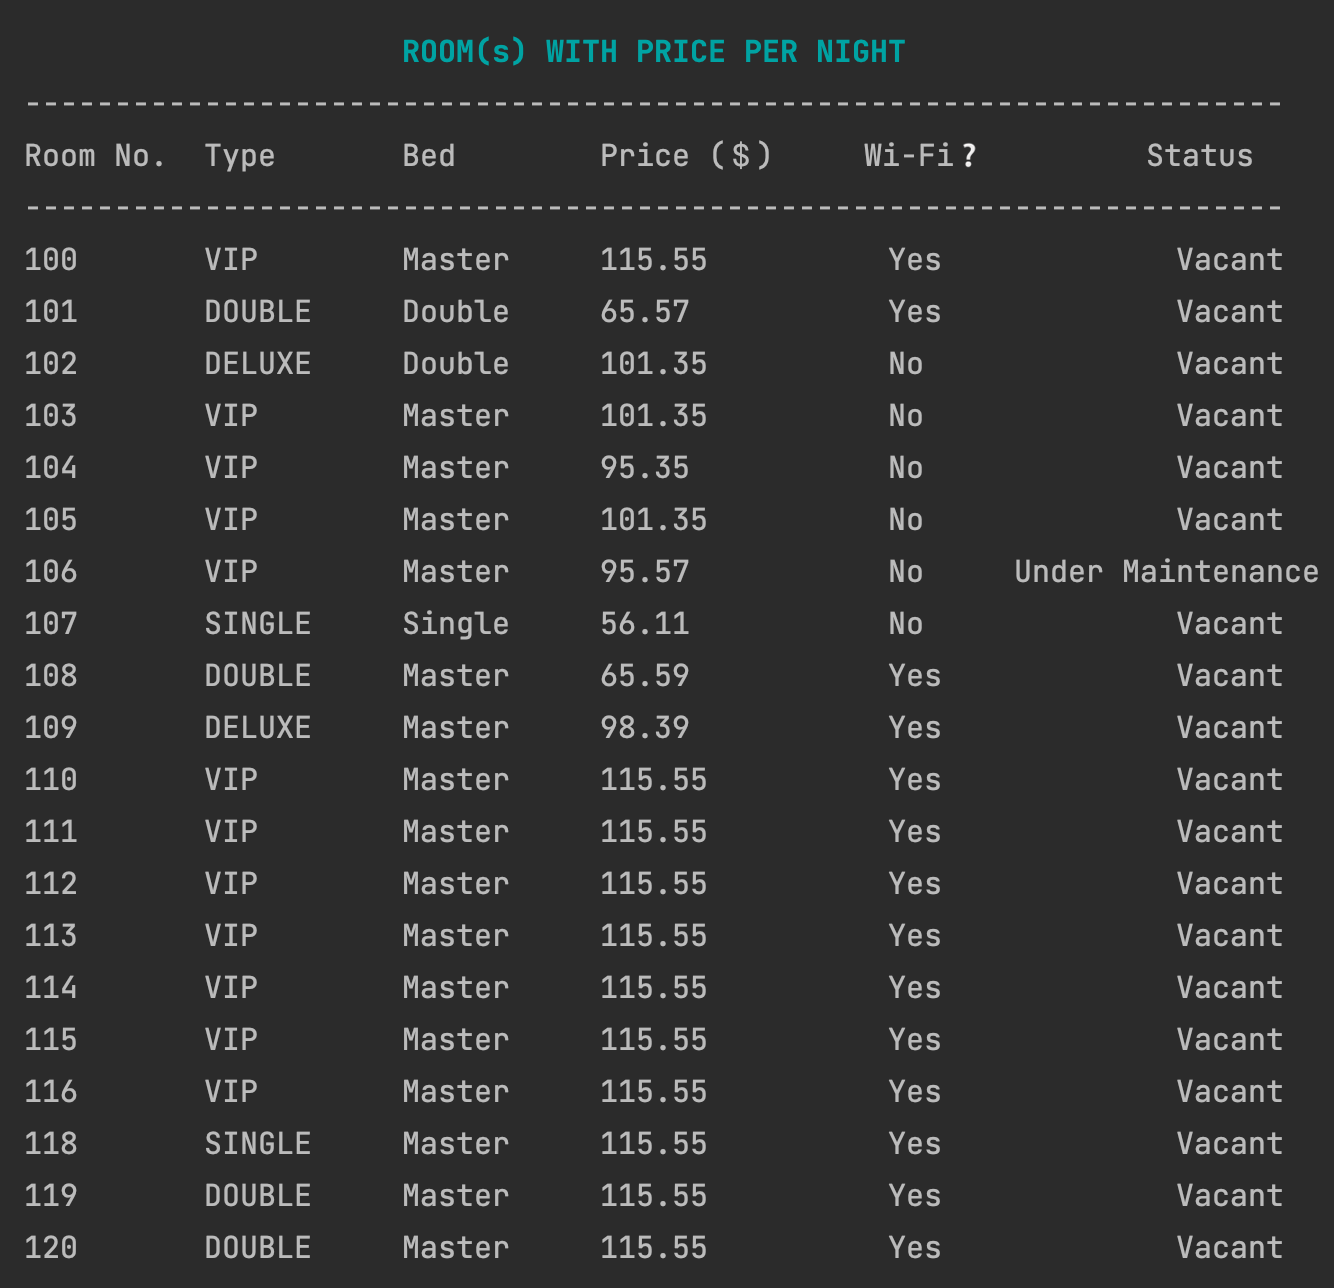 ROOM(s) WITH PRICE PER NIGHT
----------------------------------------------------------------------
Room No. Type Bed Price ($) Wi-Fi? Status
----------------------------------------------------------------------
100 VIP Master 115.55 Yes Vacant
101 DOUBLE Double 65.57 Yes Vacant
102 DELUXE Double 101.35 No Vacant
103 VIP Master 101.35 No Vacant
104 VIP Master 95.35 No Vacant
105 VIP Master 101.35 No Vacant
106 VIP Master 95.57 No Under Maintenance
107 SINGLE Single 56.11 No Vacant
108 DOUBLE Master 65.59 Yes Vacant
109 DELUXE Master 98.39 Yes Vacant
110 VIP Master 115.55 Yes Vacant
111 VIP Master 115.55 Yes Vacant
112 VIP Master 115.55 Yes Vacant
113 VIP Master 115.55 Yes Vacant
114 VIP Master 115.55 Yes Vacant
115 VIP Master 115.55 Yes Vacant
116 VIP Master 115.55 Yes Vacant
118 SINGLE Master 115.55 Yes Vacant
119 DOUBLE Master 115.55 Yes Vacant
120 DOUBLE Master 115.55 Yes Vacant